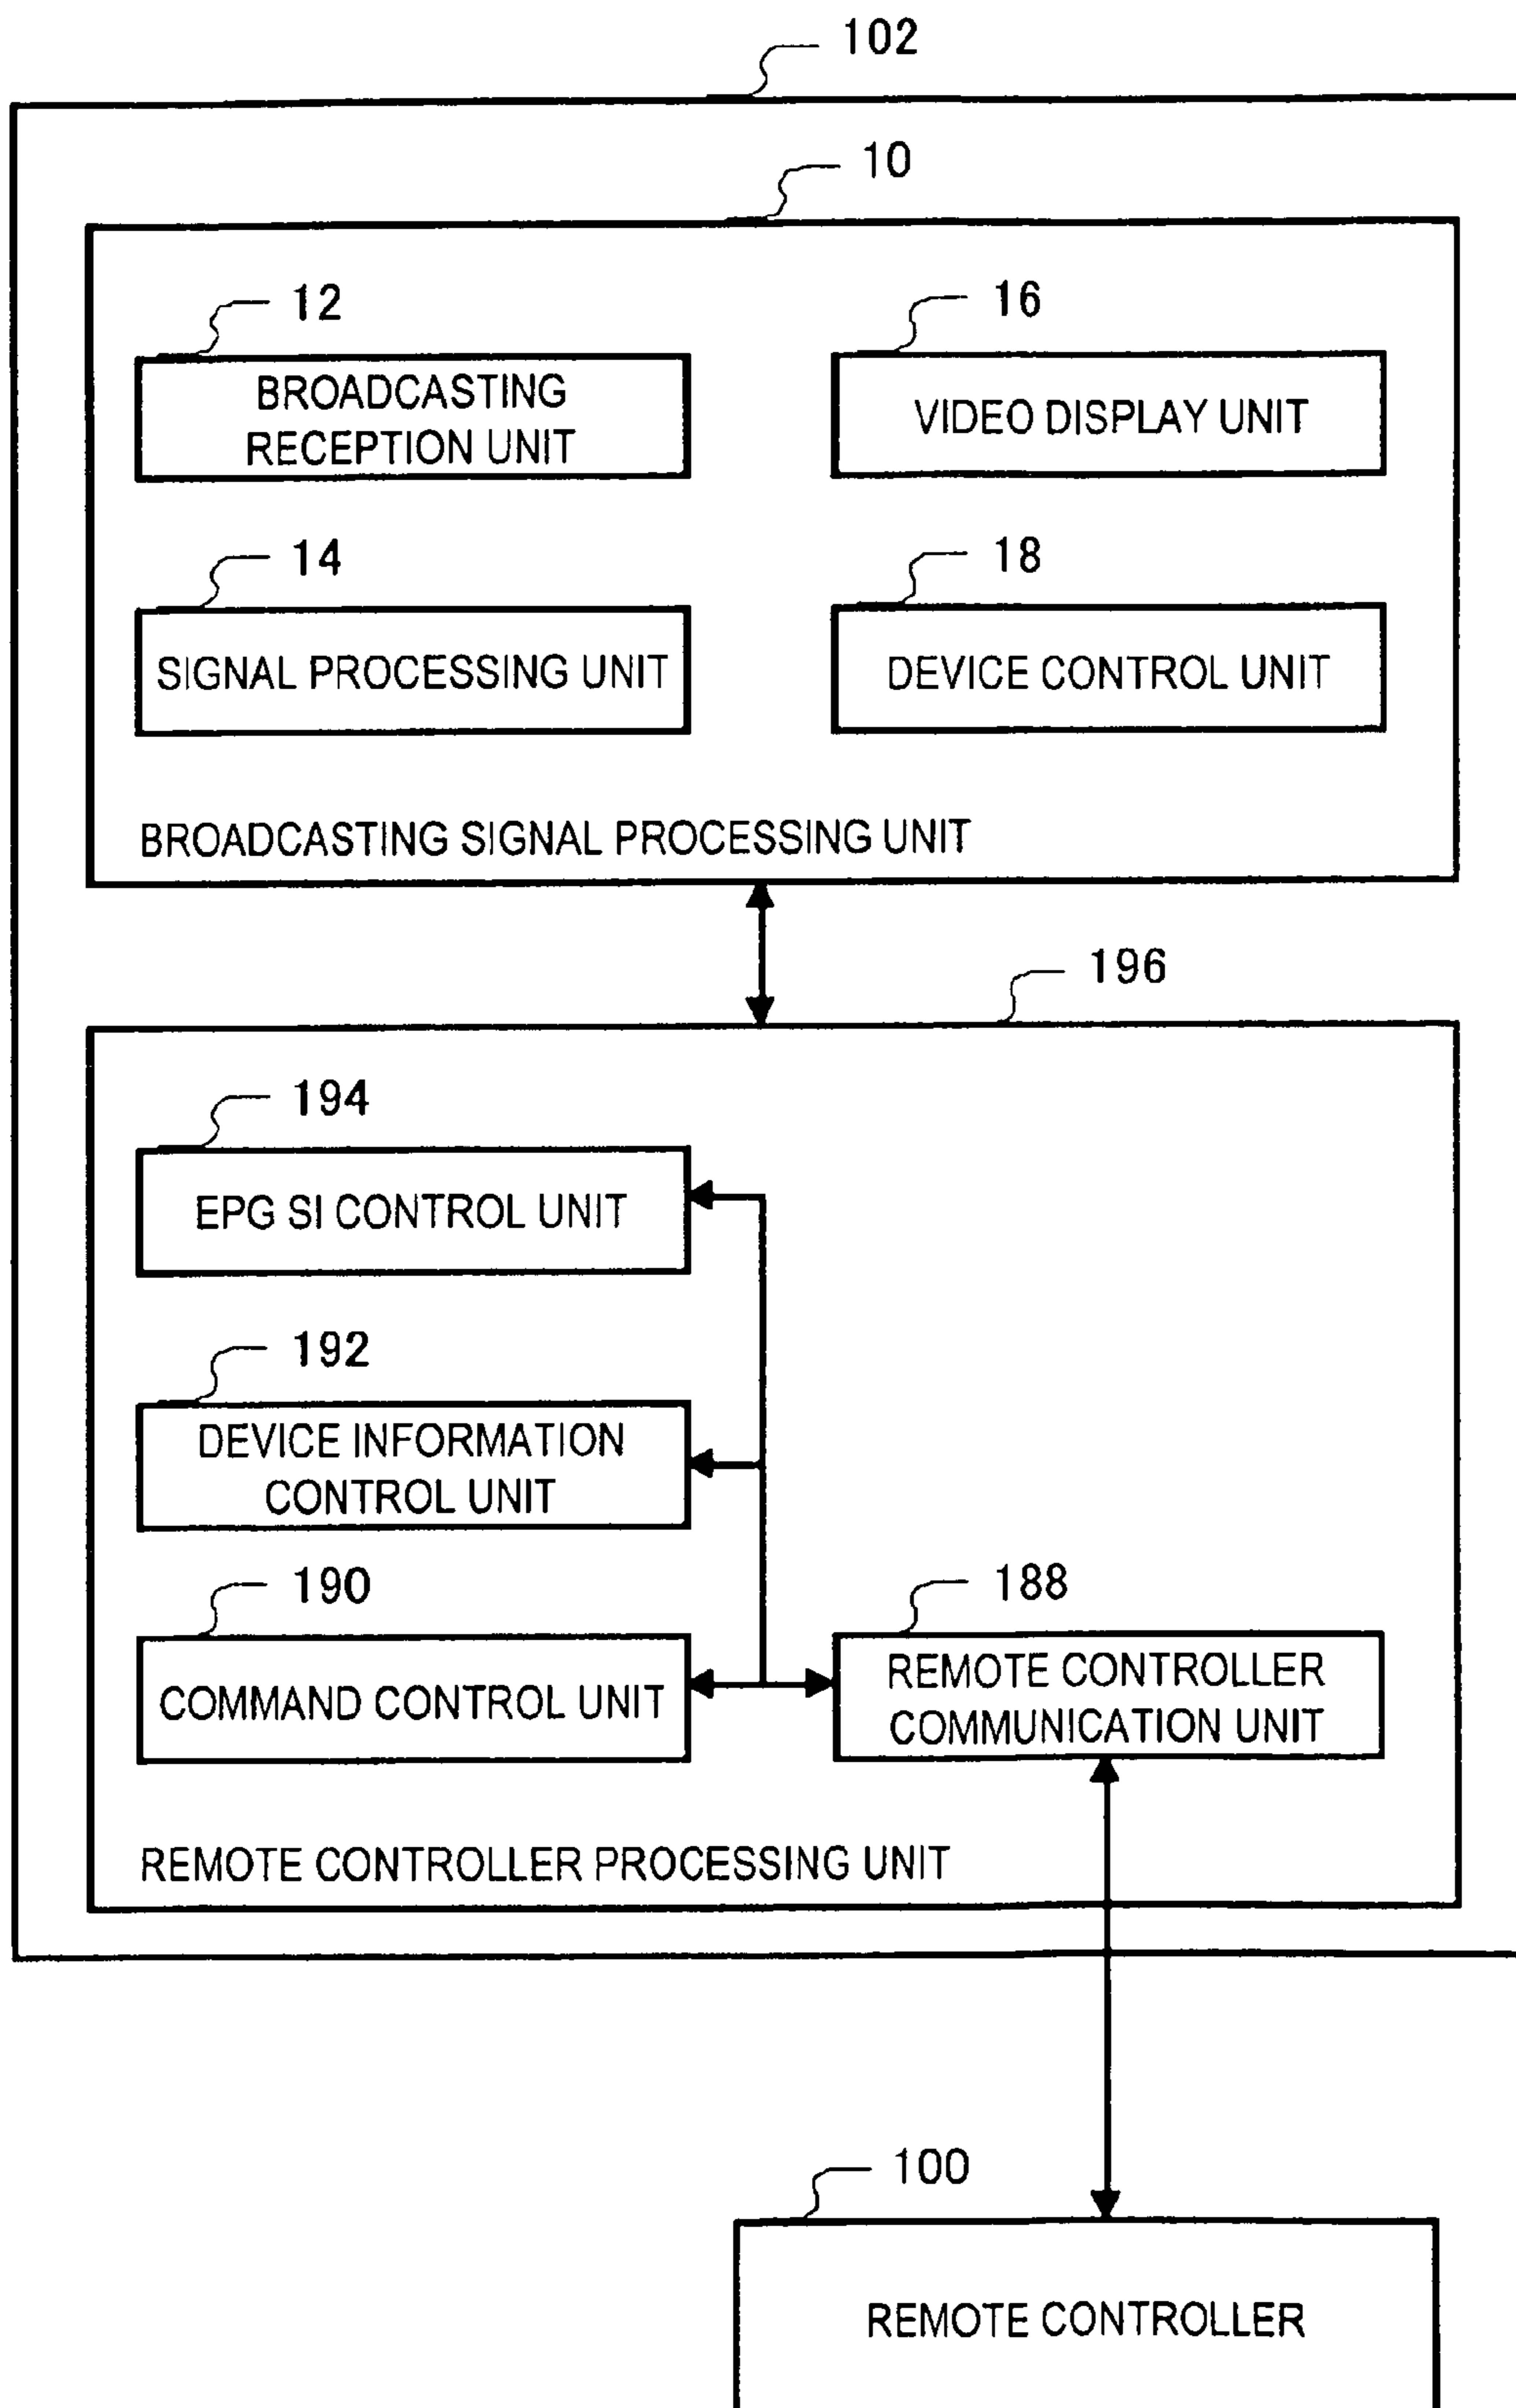 102
10
12
BROADCASTING
RECEPTION UNIT
16
VIDEO DISPLAY UNIT
14
SIGNAL PROCESSING UNIT
18
DEVICE CONTROL UNIT
BROADCASTING SIGNAL PROCESSING UNIT
196
194
EPG SI CONTROL UNIT
192
DEVICE INFORMATION
CONTROL UNIT
190
COMMAND CONTROL UNIT
188
REMOTE CONTROLLER
COMMUNICATION UNIT
REMOTE CONTROLLER PROCESSING UNIT
100
REMOTE CONTROLLER